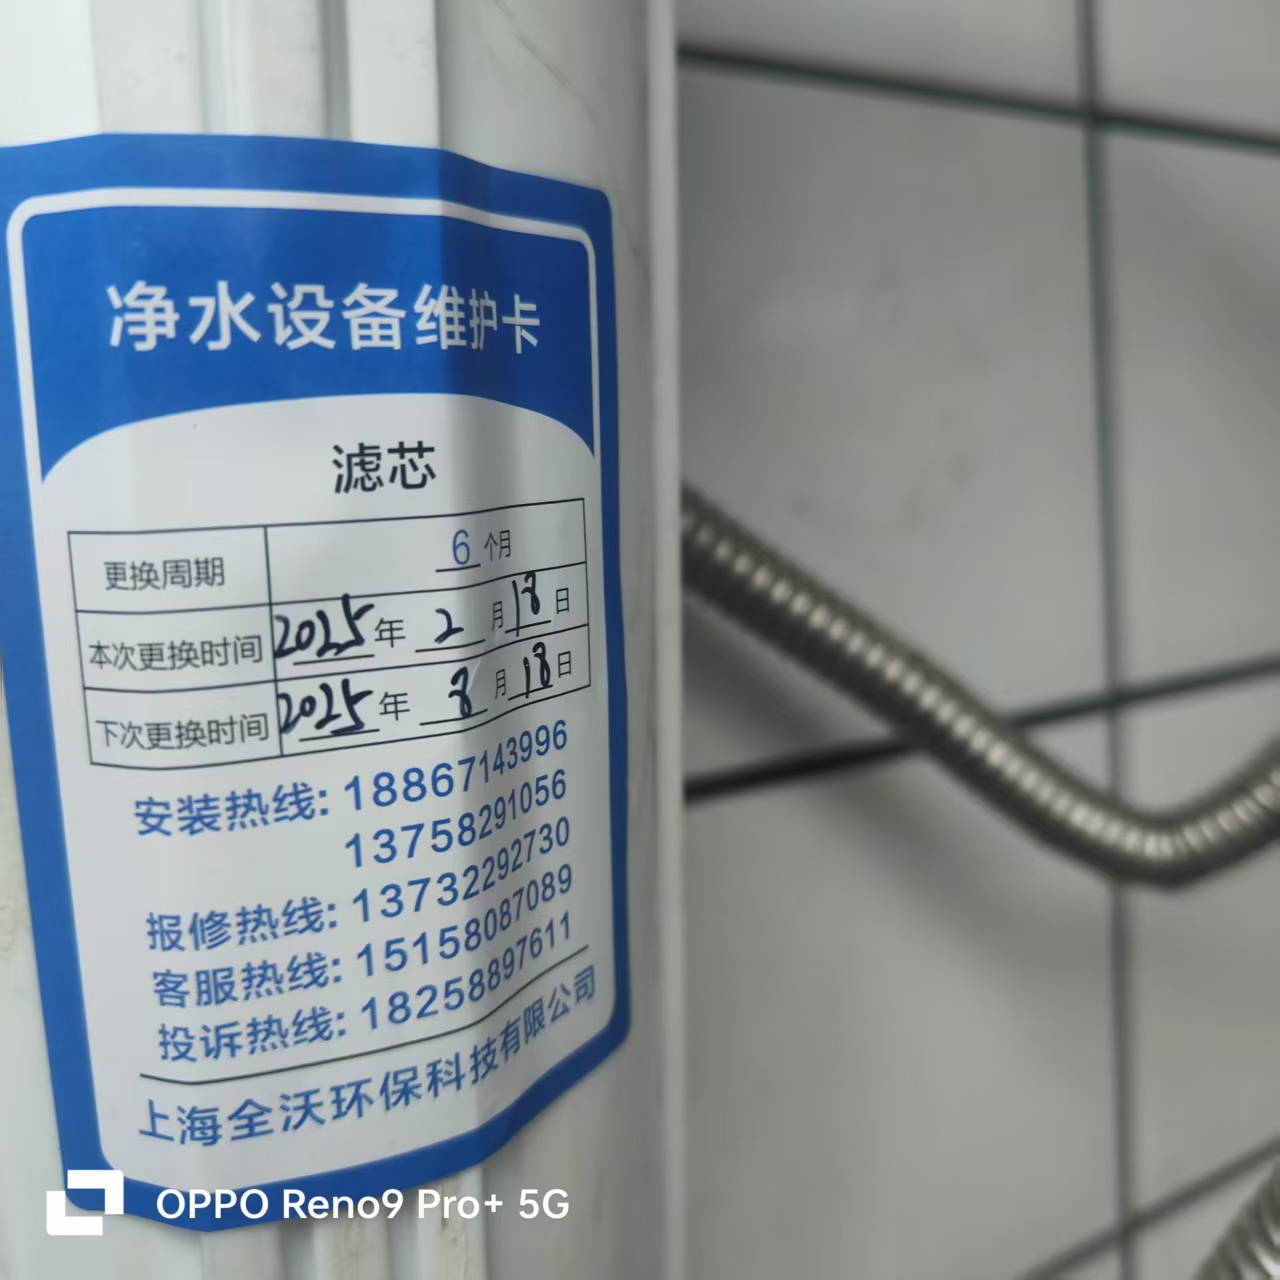 净水设备维护卡
滤芯
更换周期 6 个月
本次更换时间 2025 年 2 月 18 日
下次更换时间 2025 年 8 月 18 日
安装热线: 18867143996
13758291056
报修热线: 13732292730
客服热线: 15158087089
投诉热线: 18258897611
上海全沃环保科技有限公司
OPPO Reno9 Pro+ 5G